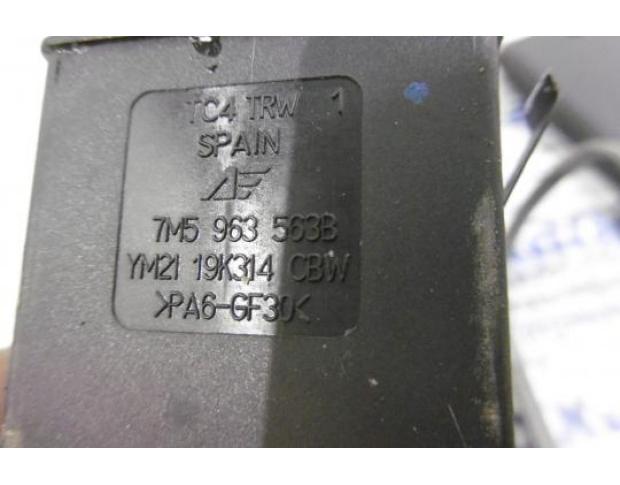 TC4 TRW 1
SPAIN
7M5 963 563B
YM21 19K314 CBW
>PA6-GF30<